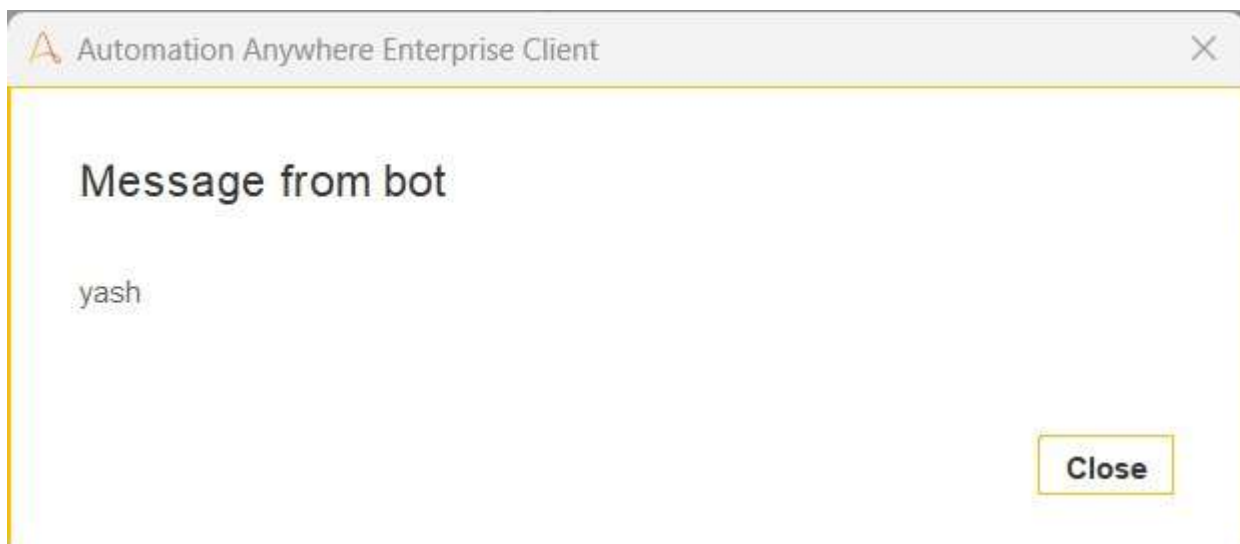 Automation Anywhere Enterprise Client
Message from bot
yash
Close